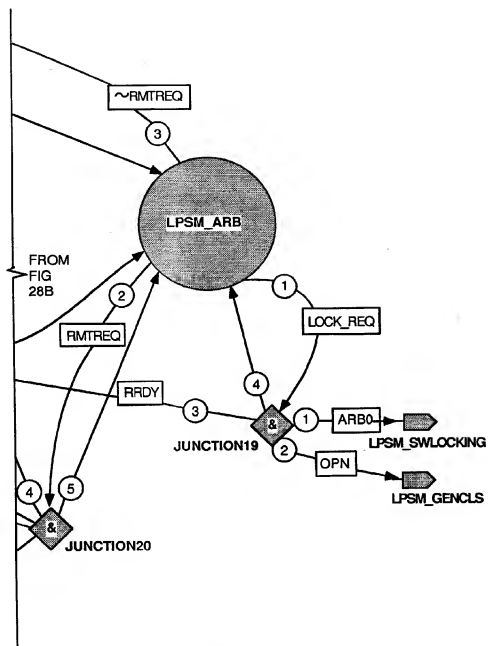 ~RMTREQ
3
LPSM_ARB
FROM
FIG
28B
2
1
RMTREQ
LOCK_REQ
RRDY
4
3
&
1
ARB0
LPSM_SWLOCKING
JUNCTION19
2
OPN
LPSM_GENCLS
4
5
&
JUNCTION20